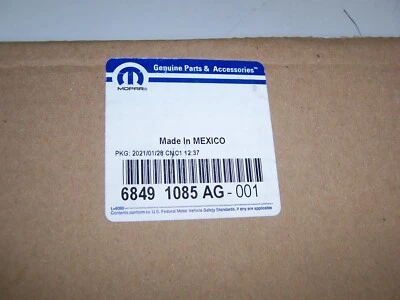 Genuine Parts & Accessories™
MOPAR®
Made In MEXICO
PKG: 2021/01/28 CMO1 12:37
6849 1085 AG-001
Contents conform to U.S. Federal Motor Vehicle Safety Standards, if any are applicable